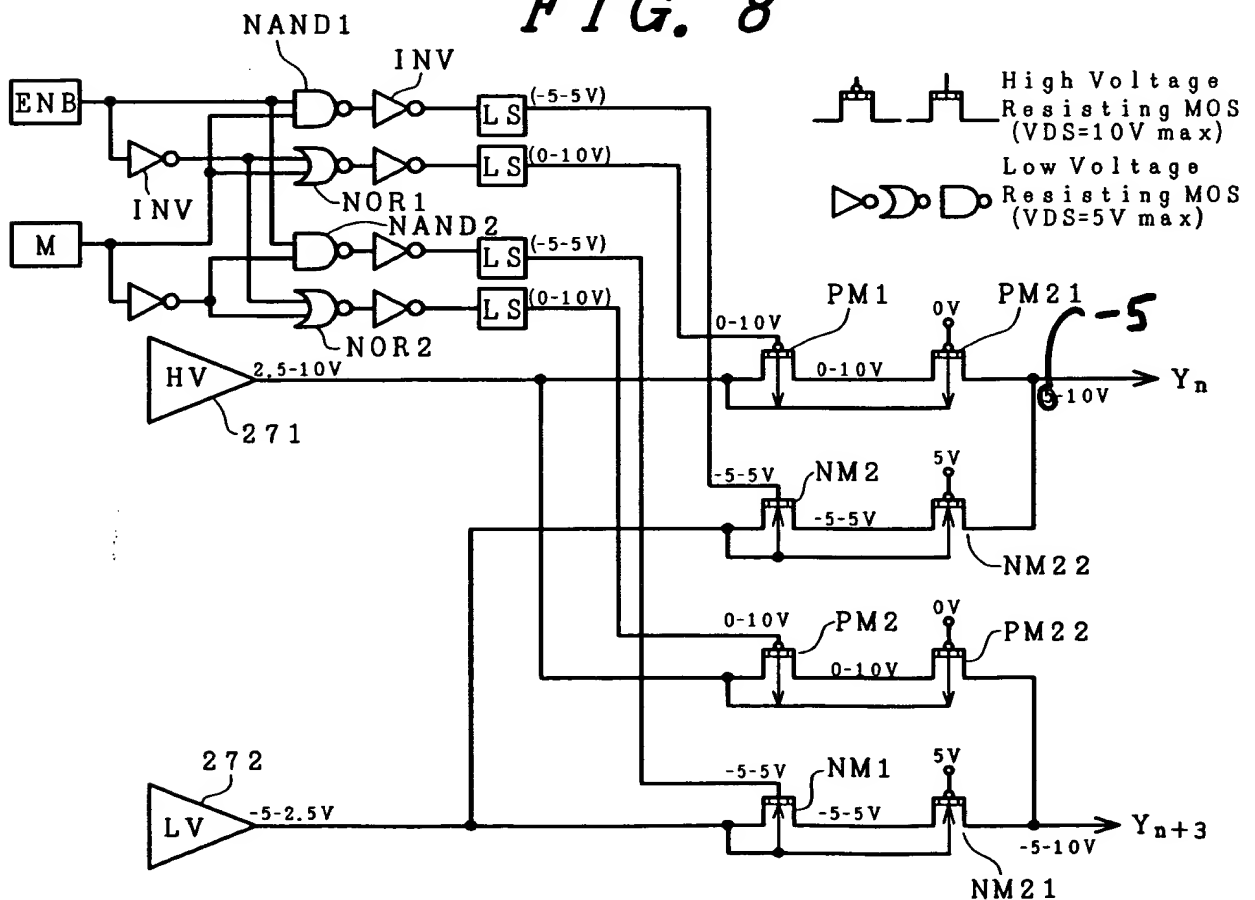 FIG. 8
NAND1
INV
ENB
LS (-5-5V)
High Voltage
Resisting MOS
(VDS=10V max)
LS (0-10V)
INV
NOR1
Low Voltage
Resisting MOS
(VDS=5V max)
M
NAND2
LS (-5-5V)
LS (0-10V)
NOR2
PM1
PM21
0V
-5
0-10V
HV
2.5-10V
0-10V
5-10V
Yn
271
-5-5V
NM2
5V
-5-5V
NM22
0-10V
PM2
0V
PM22
0-10V
272
-5-5V
NM1
5V
LV
-5-2.5V
-5-5V
Yn+3
-5-10V
NM21